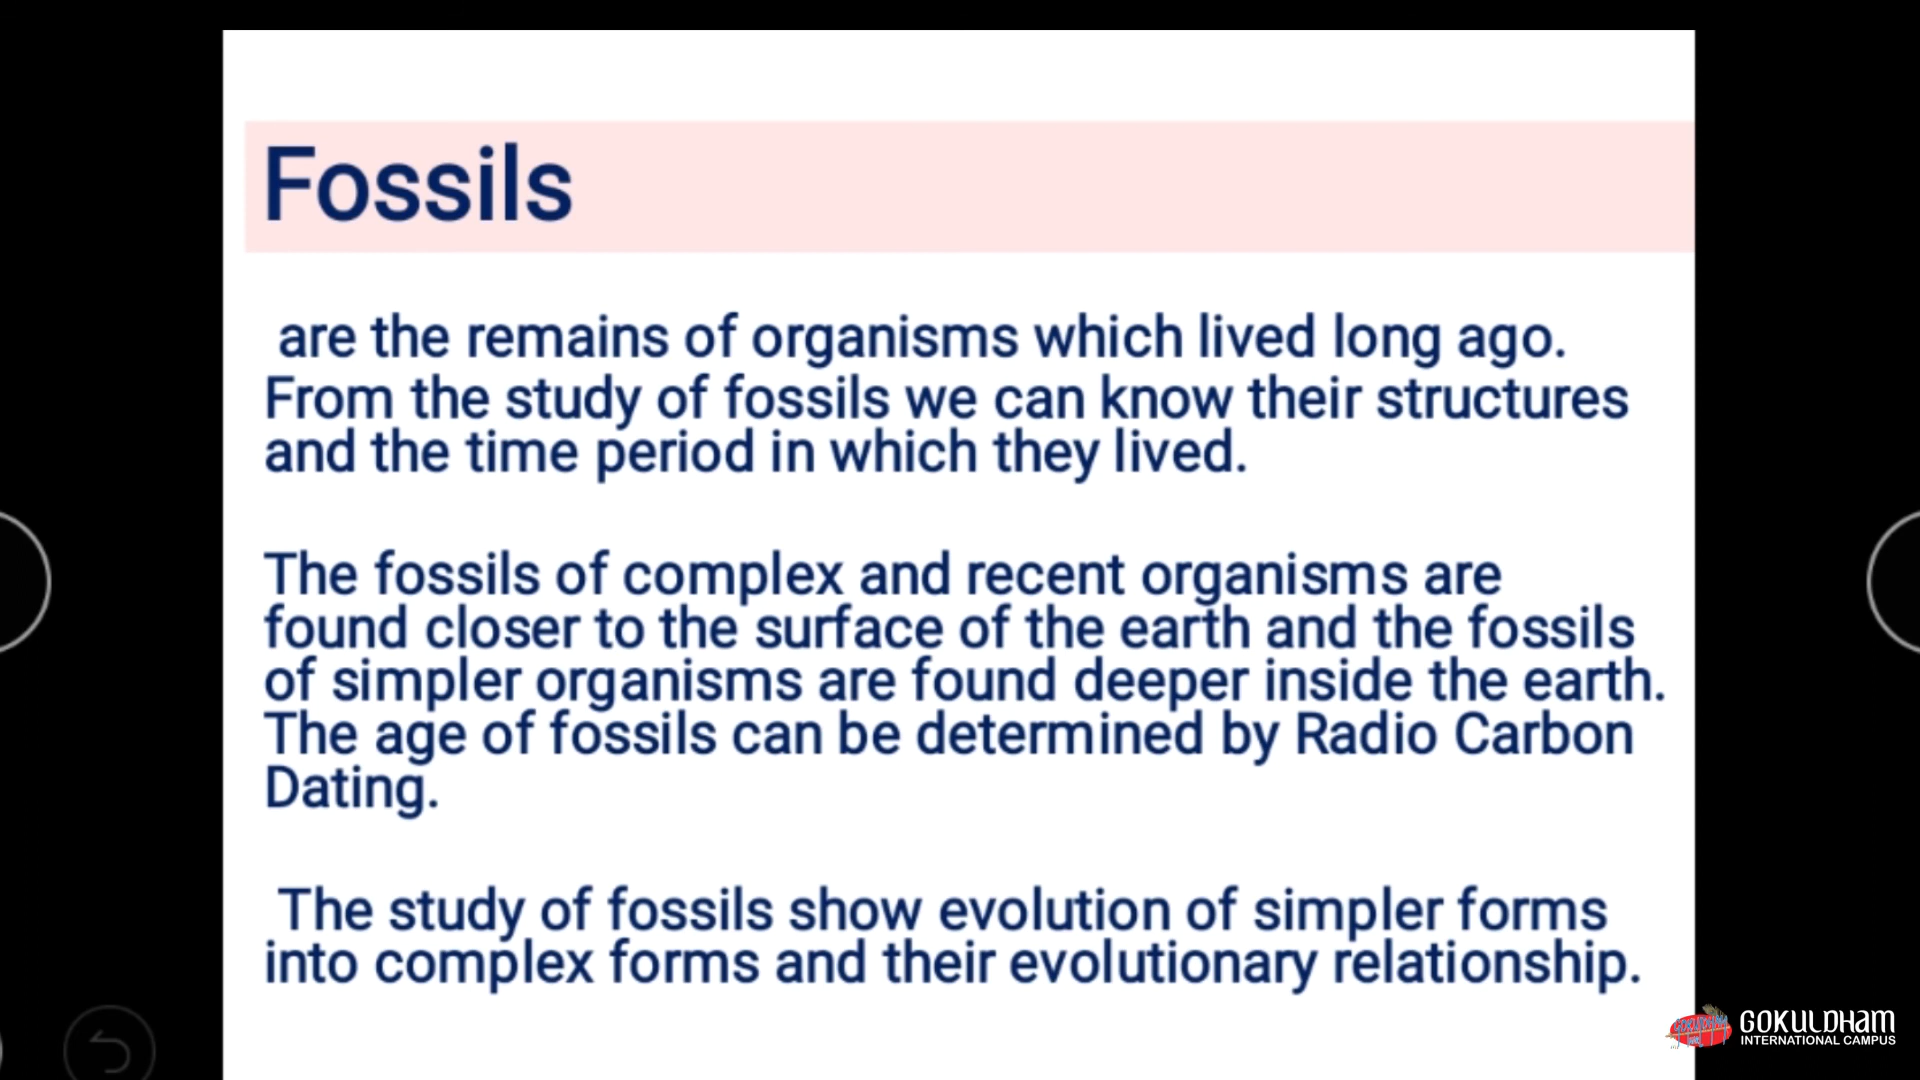 Fossils
are the remains of organisms which lived long ago.
From the study of fossils we can know their structures
and the time period in which they lived.
The fossils of complex and recent organisms are
found closer to the surface of the earth and the fossils
of simpler organisms are found deeper inside the earth.
The age of fossils can be determined by Radio Carbon
Dating.
The study of fossils show evolution of simpler forms
into complex forms and their evolutionary relationship.
GOKULDHAM
INTERNATIONAL CAMPUS